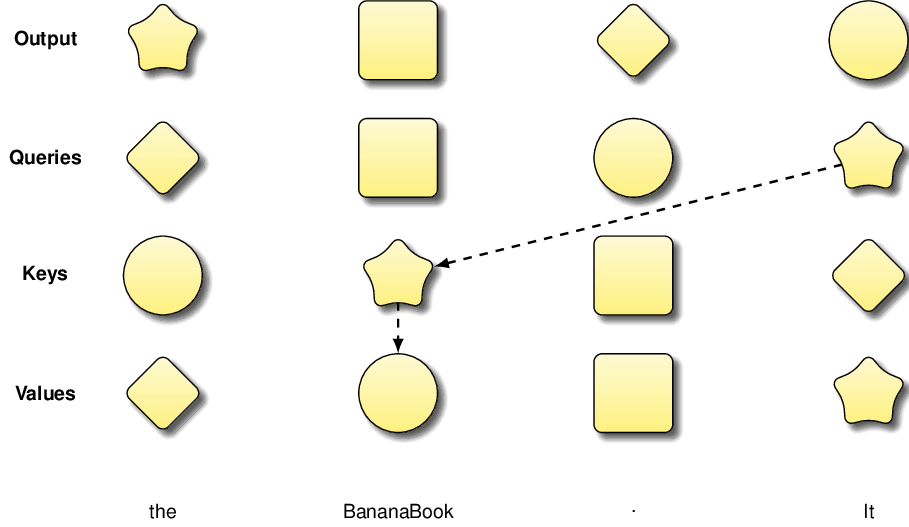 Output
Queries
Keys
Values
the BananaBook . It